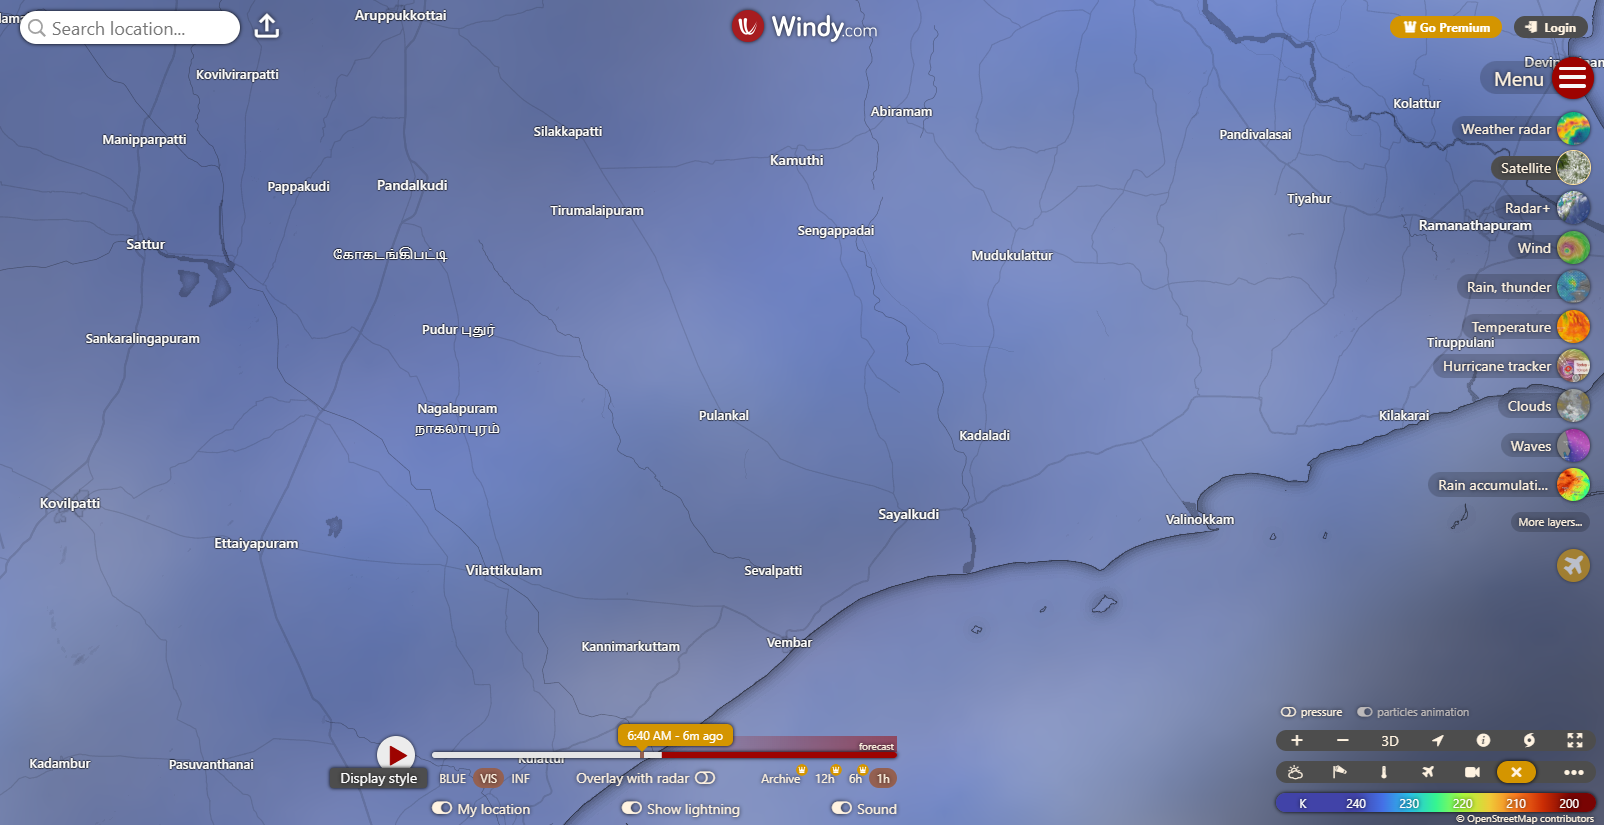 Search location...
Aruppukkottai
Windy.com
Go Premium
Login
Menu
Kovilvirarpatti
Kolattur
Abiramam
Weather radar
Manipparpatti
Silakkapatti
Pandivalasai
Kamuthi
Satellite
Pappakudi
Pandalkudi
Tiyahur
Tirumalaipuram
Radar+
Ramanathapuram
Sengappadai
Sattur
Wind
கோகடங்கிபட்டி
Mudukulattur
Rain, thunder
Pudur புதூர்
Temperature
Sankaralingapuram
Tiruppulani
Hurricane tracker
Nagalapuram
நாகலாபுரம்
Clouds
Pulankal
Kilakarai
Kadaladi
Waves
Rain accumulati...
Kovilpatti
Sayalkudi
Valinokkam
More layers...
Ettaiyapuram
Vilattikulam
Sevalpatti
Kannimarkuttam
Vembar
pressure
particles animation
6:40 AM - 6m ago
forecast
3D
Kulattur
Kadambur
Pasuvanthanai
Display style
BLUE VIS INF
Overlay with radar
Archive 12h 6h 1h
My location
Show lightning
Sound
K 240 230 220 210 200
© OpenStreetMap contributors